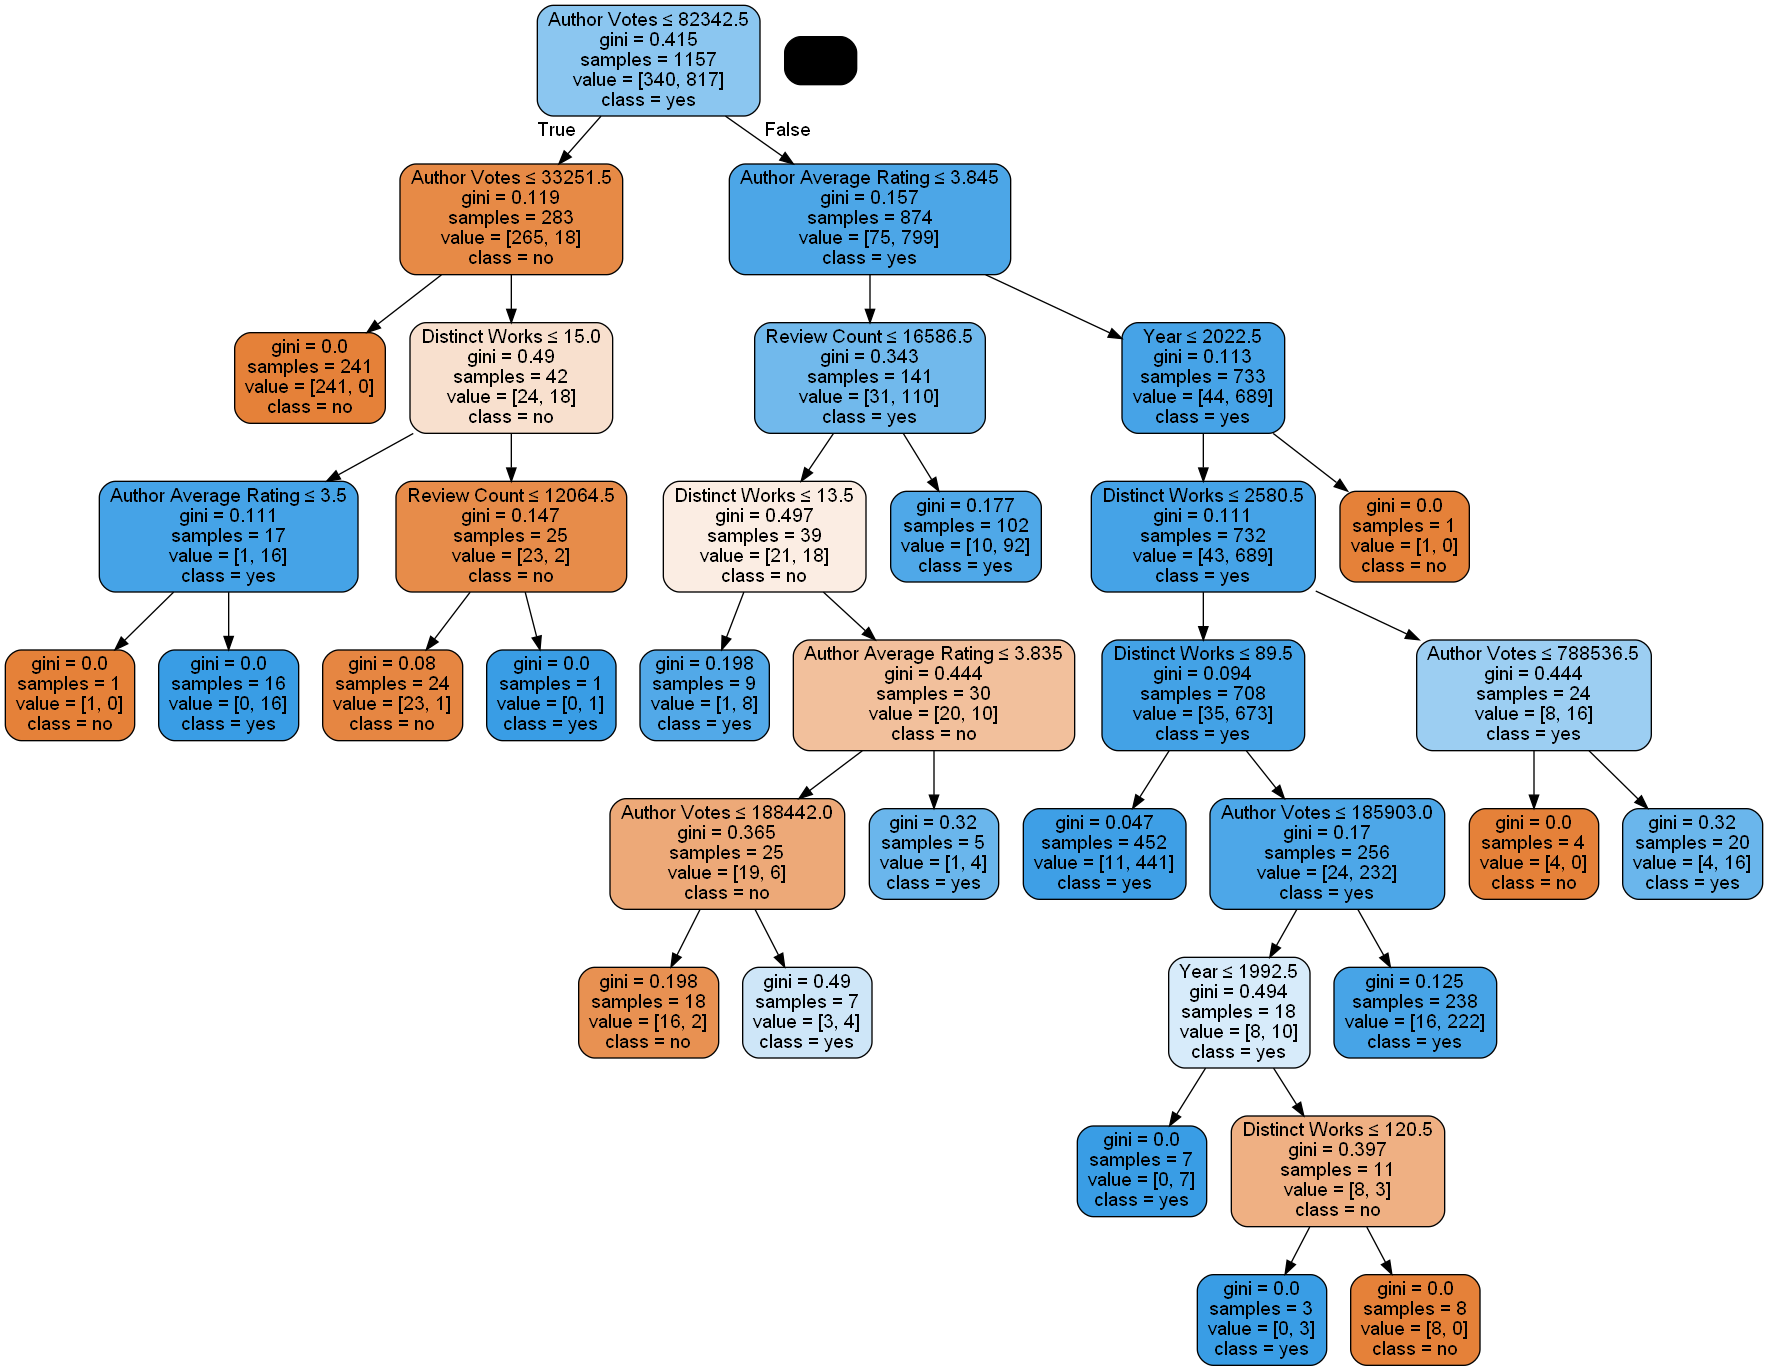 Author Votes ≤ 82342.5
gini = 0.415
samples = 1157
value = [340, 817]
class = yes
True
False
Author Votes ≤ 33251.5
gini = 0.119
samples = 283
value = [265, 18]
class = no
Author Average Rating ≤ 3.845
gini = 0.157
samples = 874
value = [75, 799]
class = yes
gini = 0.0
samples = 241
value = [241, 0]
class = no
Distinct Works ≤ 15.0
gini = 0.49
samples = 42
value = [24, 18]
class = no
Review Count ≤ 16586.5
gini = 0.343
samples = 141
value = [31, 110]
class = yes
Year ≤ 2022.5
gini = 0.113
samples = 733
value = [44, 689]
class = yes
Author Average Rating ≤ 3.5
gini = 0.111
samples = 17
value = [1, 16]
class = yes
Review Count ≤ 12064.5
gini = 0.147
samples = 25
value = [23, 2]
class = no
Distinct Works ≤ 13.5
gini = 0.497
samples = 39
value = [21, 18]
class = no
gini = 0.177
samples = 102
value = [10, 92]
class = yes
Distinct Works ≤ 2580.5
gini = 0.111
samples = 732
value = [43, 689]
class = yes
gini = 0.0
samples = 1
value = [1, 0]
class = no
gini = 0.0
samples = 1
value = [1, 0]
class = no
gini = 0.0
samples = 16
value = [0, 16]
class = yes
gini = 0.08
samples = 24
value = [23, 1]
class = no
gini = 0.0
samples = 1
value = [0, 1]
class = yes
gini = 0.198
samples = 9
value = [1, 8]
class = yes
Author Average Rating ≤ 3.835
gini = 0.444
samples = 30
value = [20, 10]
class = no
Distinct Works ≤ 89.5
gini = 0.094
samples = 708
value = [35, 673]
class = yes
Author Votes ≤ 788536.5
gini = 0.444
samples = 24
value = [8, 16]
class = yes
Author Votes ≤ 188442.0
gini = 0.365
samples = 25
value = [19, 6]
class = no
gini = 0.32
samples = 5
value = [1, 4]
class = yes
gini = 0.047
samples = 452
value = [11, 441]
class = yes
Author Votes ≤ 185903.0
gini = 0.17
samples = 256
value = [24, 232]
class = yes
gini = 0.0
samples = 4
value = [4, 0]
class = no
gini = 0.32
samples = 20
value = [4, 16]
class = yes
gini = 0.198
samples = 18
value = [16, 2]
class = no
gini = 0.49
samples = 7
value = [3, 4]
class = yes
Year ≤ 1992.5
gini = 0.494
samples = 18
value = [8, 10]
class = yes
gini = 0.125
samples = 238
value = [16, 222]
class = yes
gini = 0.0
samples = 7
value = [0, 7]
class = yes
Distinct Works ≤ 120.5
gini = 0.397
samples = 11
value = [8, 3]
class = no
gini = 0.0
samples = 3
value = [0, 3]
class = yes
gini = 0.0
samples = 8
value = [8, 0]
class = no